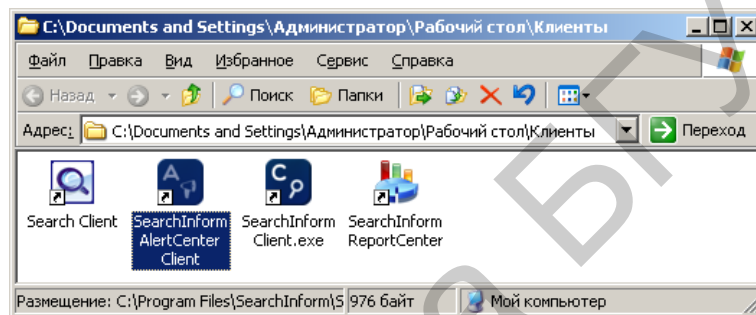 C:\Documents and Settings\Администратор\Рабочий стол\Клиенты
Файл Правка Вид Избранное Сервис Справка
Назад Поиск Папки
Адрес: C:\Documents and Settings\Администратор\Рабочий стол\Клиенты Переход
Search Client SearchInform SearchInform SearchInform
AlertCenter Client.exe ReportCenter
Client
Размещение: C:\Program Files\SearchInform\S 976 байт Мой компьютер
БГУ